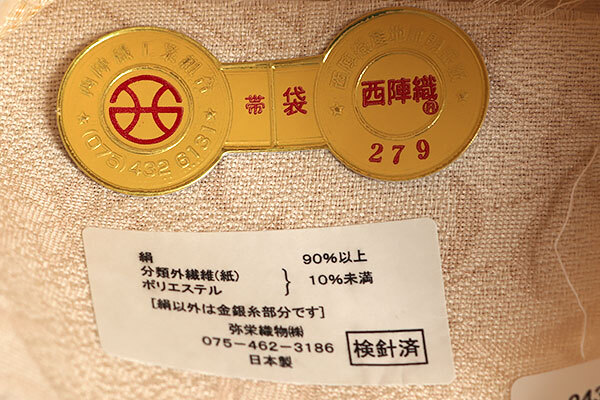 西陣織工業組合
(075)432 6131
帯 袋
西陣織
®
279
絹 90%以上
分類外繊維(紙)
ポリエステル } 10%未満
[絹以外は金銀糸部分です]
弥栄織物㈱
075-462-3186
日本製
検針済